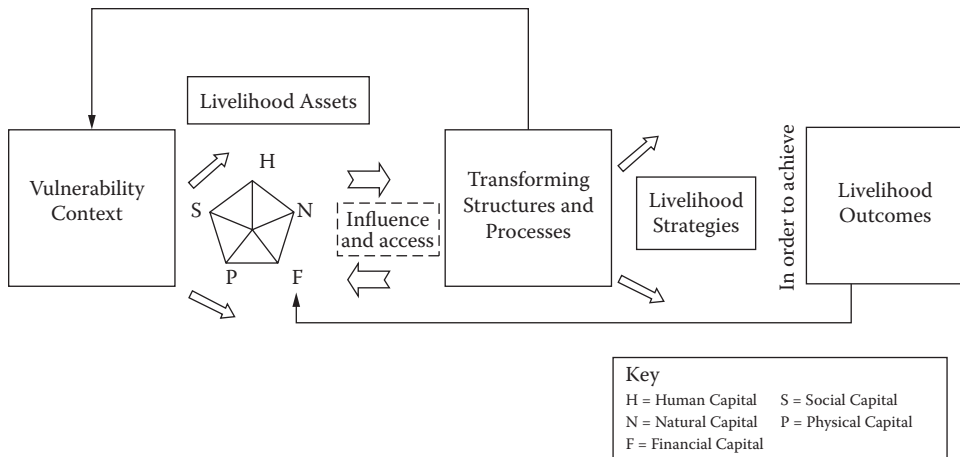 Livelihood Assets
Vulnerability
Context
H
S
N
P
F
Influence
and access
Transforming
Structures and
Processes
Livelihood
Strategies
In order to achieve
Livelihood
Outcomes
Key
H = Human Capital
S = Social Capital
N = Natural Capital
P = Physical Capital
F = Financial Capital